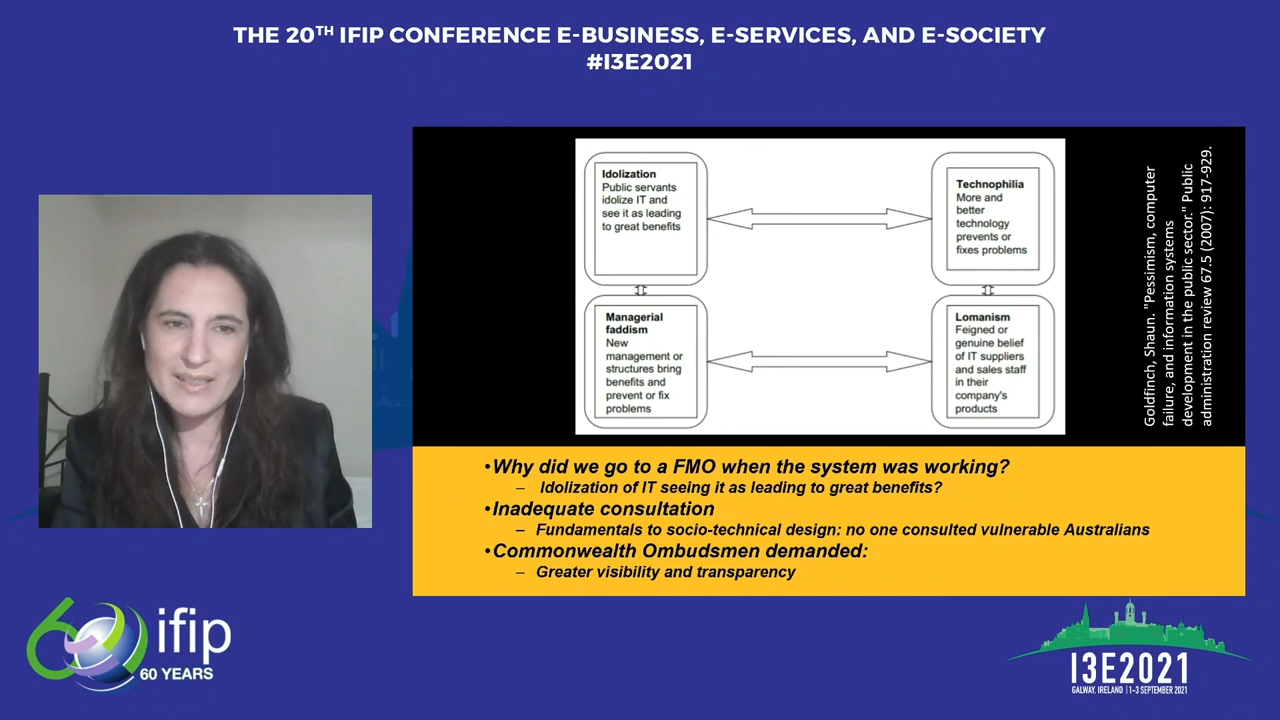 THE 20TH IFIP CONFERENCE E-BUSINESS, E-SERVICES, AND E-SOCIETY
#I3E2021
Idolization
Public servants
idolize IT and
see it as leading
to great benefits
Technophilia
More and
better
technology
prevents or
fixes problems
Managerial
faddism
New
management or
structures bring
benefits and
prevent or fix
problems
Lomanism
Feigned or
genuine belief
of IT suppliers
and sales staff
in their
company's
products
Goldfinch, Shaun. "Pessimism, computer
failure, and information systems
development in the public sector." Public
administration review 67.5 (2007): 917-929.
•Why did we go to a FMO when the system was working?
– Idolization of IT seeing it as leading to great benefits?
•Inadequate consultation
– Fundamentals to socio-technical design: no one consulted vulnerable Australians
•Commonwealth Ombudsmen demanded:
– Greater visibility and transparency
60 ifip
60 YEARS
I3E2021
GALWAY, IRELAND | 1-3 SEPTEMBER 2021